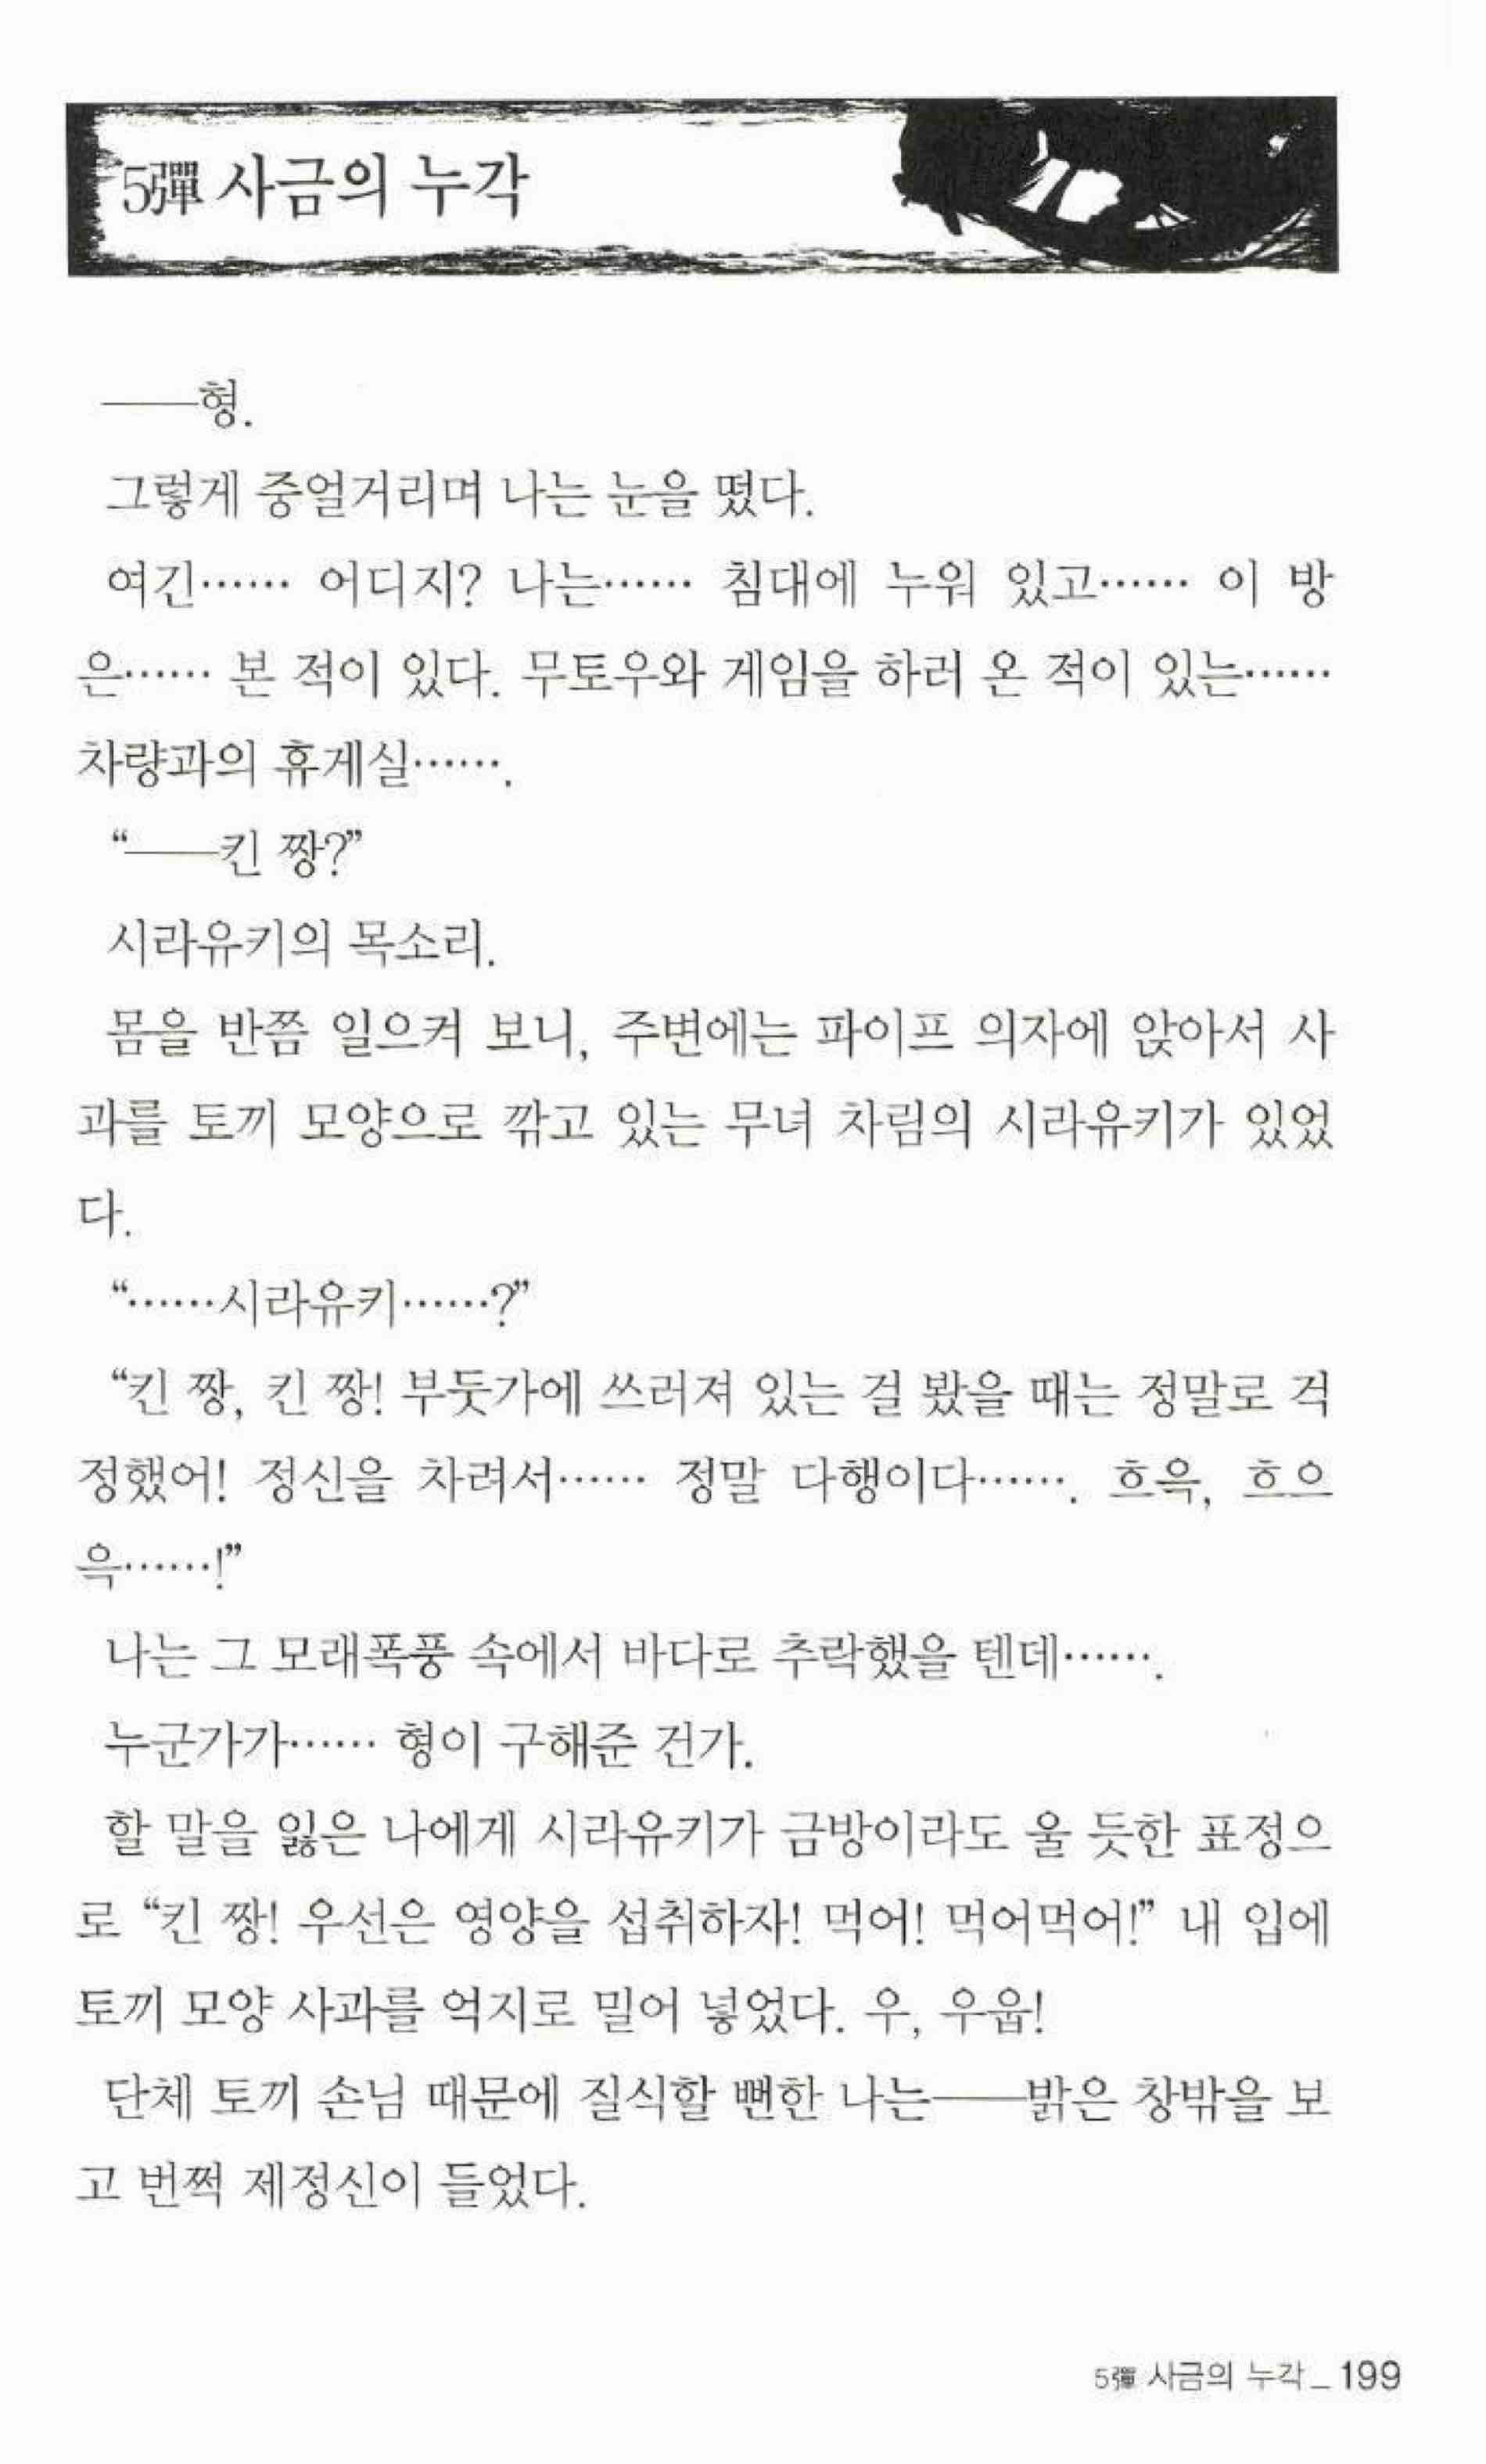 5彈 사금의 누각
──형.
그렇게 중얼거리며 나는 눈을 떴다.
여긴…… 어디지? 나는…… 침대에 누워 있고…… 이 방
은…… 본 적이 있다. 무토우와 게임을 하러 온 적이 있는……
차량과의 휴게실…….
“──킨 짱?”
시라유키의 목소리.
몸을 반쯤 일으켜 보니, 주변에는 파이프 의자에 앉아서 사
과를 토끼 모양으로 깎고 있는 무녀 차림의 시라유키가 있었
다.
“……시라유키……?”
“킨 짱, 킨 짱! 부둣가에 쓰러져 있는 걸 봤을 때는 정말로 걱
정했어! 정신을 차려서…… 정말 다행이다……. 흐윽, 흐으
윽……!”
나는 그 모래폭풍 속에서 바다로 추락했을 텐데…….
누군가가…… 형이 구해준 건가.
할 말을 잃은 나에게 시라유키가 금방이라도 울 듯한 표정으
로 “킨 짱! 우선은 영양을 섭취하자! 먹어! 먹어먹어!” 내 입에
토끼 모양 사과를 억지로 밀어 넣었다. 우, 우웁!
단체 토끼 손님 때문에 질식할 뻔한 나는──밝은 창밖을 보
고 번쩍 제정신이 들었다.
5彈 사금의 누각_199